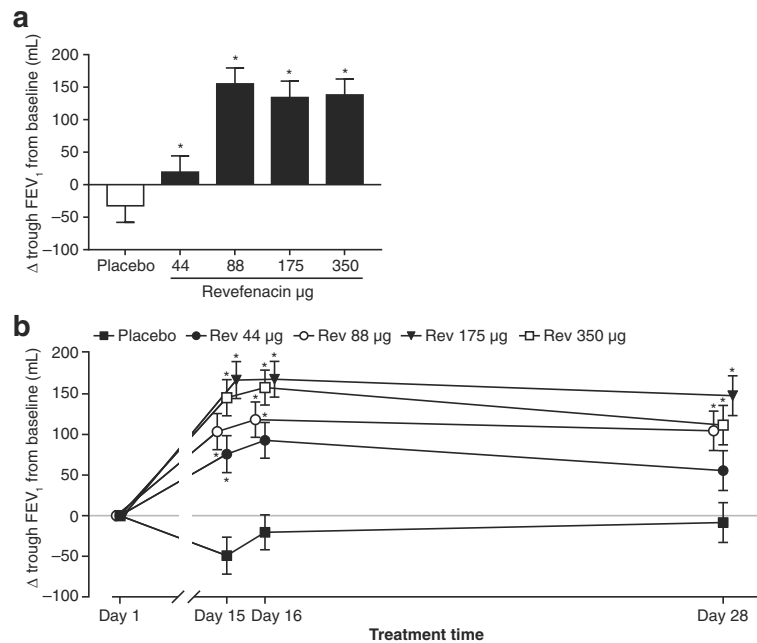 a
Δ trough FEV₁ from baseline (mL)
200
150
100
50
0
−50
−100
* * * *
Placebo 44 88 175 350
Revefenacin µg
b
Placebo Rev 44 µg Rev 88 µg Rev 175 µg Rev 350 µg
Δ trough FEV₁ from baseline (mL)
200
150
100
50
0
−50
−100
* * * * * * * * * * *
Day 1 Day 15 Day 16 Day 28
Treatment time